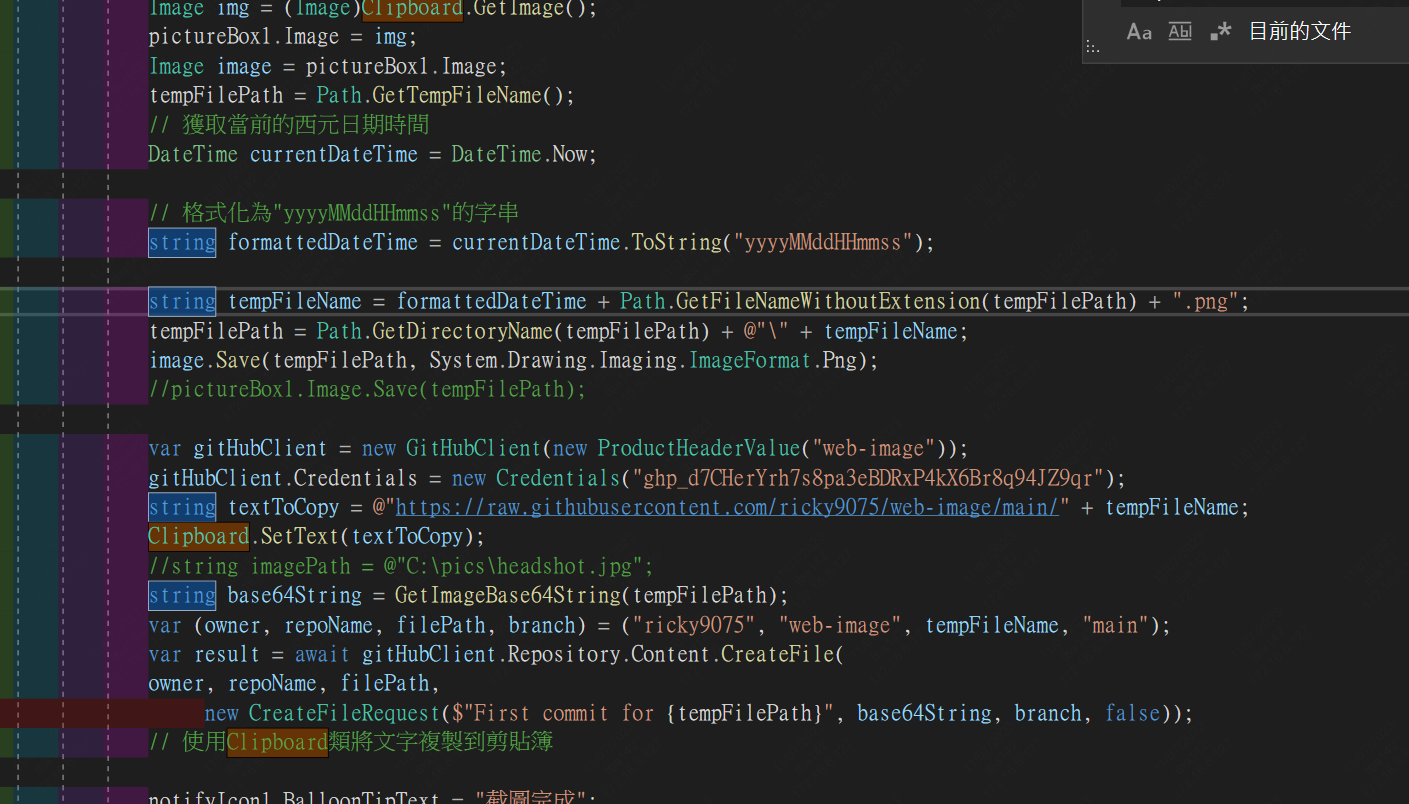 Image img = (Image)Clipboard.GetImage();
pictureBox1.Image = img;
Aa Abl .* 目前的文件
Image image = pictureBox1.Image;
tempFilePath = Path.GetTempFileName();
// 獲取當前的西元日期時間
DateTime currentDateTime = DateTime.Now;
// 格式化為"yyyyMMddHHmmss"的字串
string formattedDateTime = currentDateTime.ToString("yyyyMMddHHmmss");
string tempFileName = formattedDateTime + Path.GetFileNameWithoutExtension(tempFilePath) + ".png";
tempFilePath = Path.GetDirectoryName(tempFilePath) + @"\" + tempFileName;
image.Save(tempFilePath, System.Drawing.Imaging.ImageFormat.Png);
//pictureBox1.Image.Save(tempFilePath);
var gitHubClient = new GitHubClient(new ProductHeaderValue("web-image"));
gitHubClient.Credentials = new Credentials("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");
string textToCopy = @"https://raw.githubusercontent.com/ricky9075/web-image/main/" + tempFileName;
Clipboard.SetText(textToCopy);
//string imagePath = @"C:\pics\headshot.jpg";
string base64String = GetImageBase64String(tempFilePath);
var (owner, repoName, filePath, branch) = ("ricky9075", "web-image", tempFileName, "main");
var result = await gitHubClient.Repository.Content.CreateFile(
owner, repoName, filePath,
new CreateFileRequest($"First commit for {tempFilePath}", base64String, branch, false));
// 使用Clipboard類將文字複製到剪貼簿
notifyIcon1.BalloonTipText = "截圖完成";